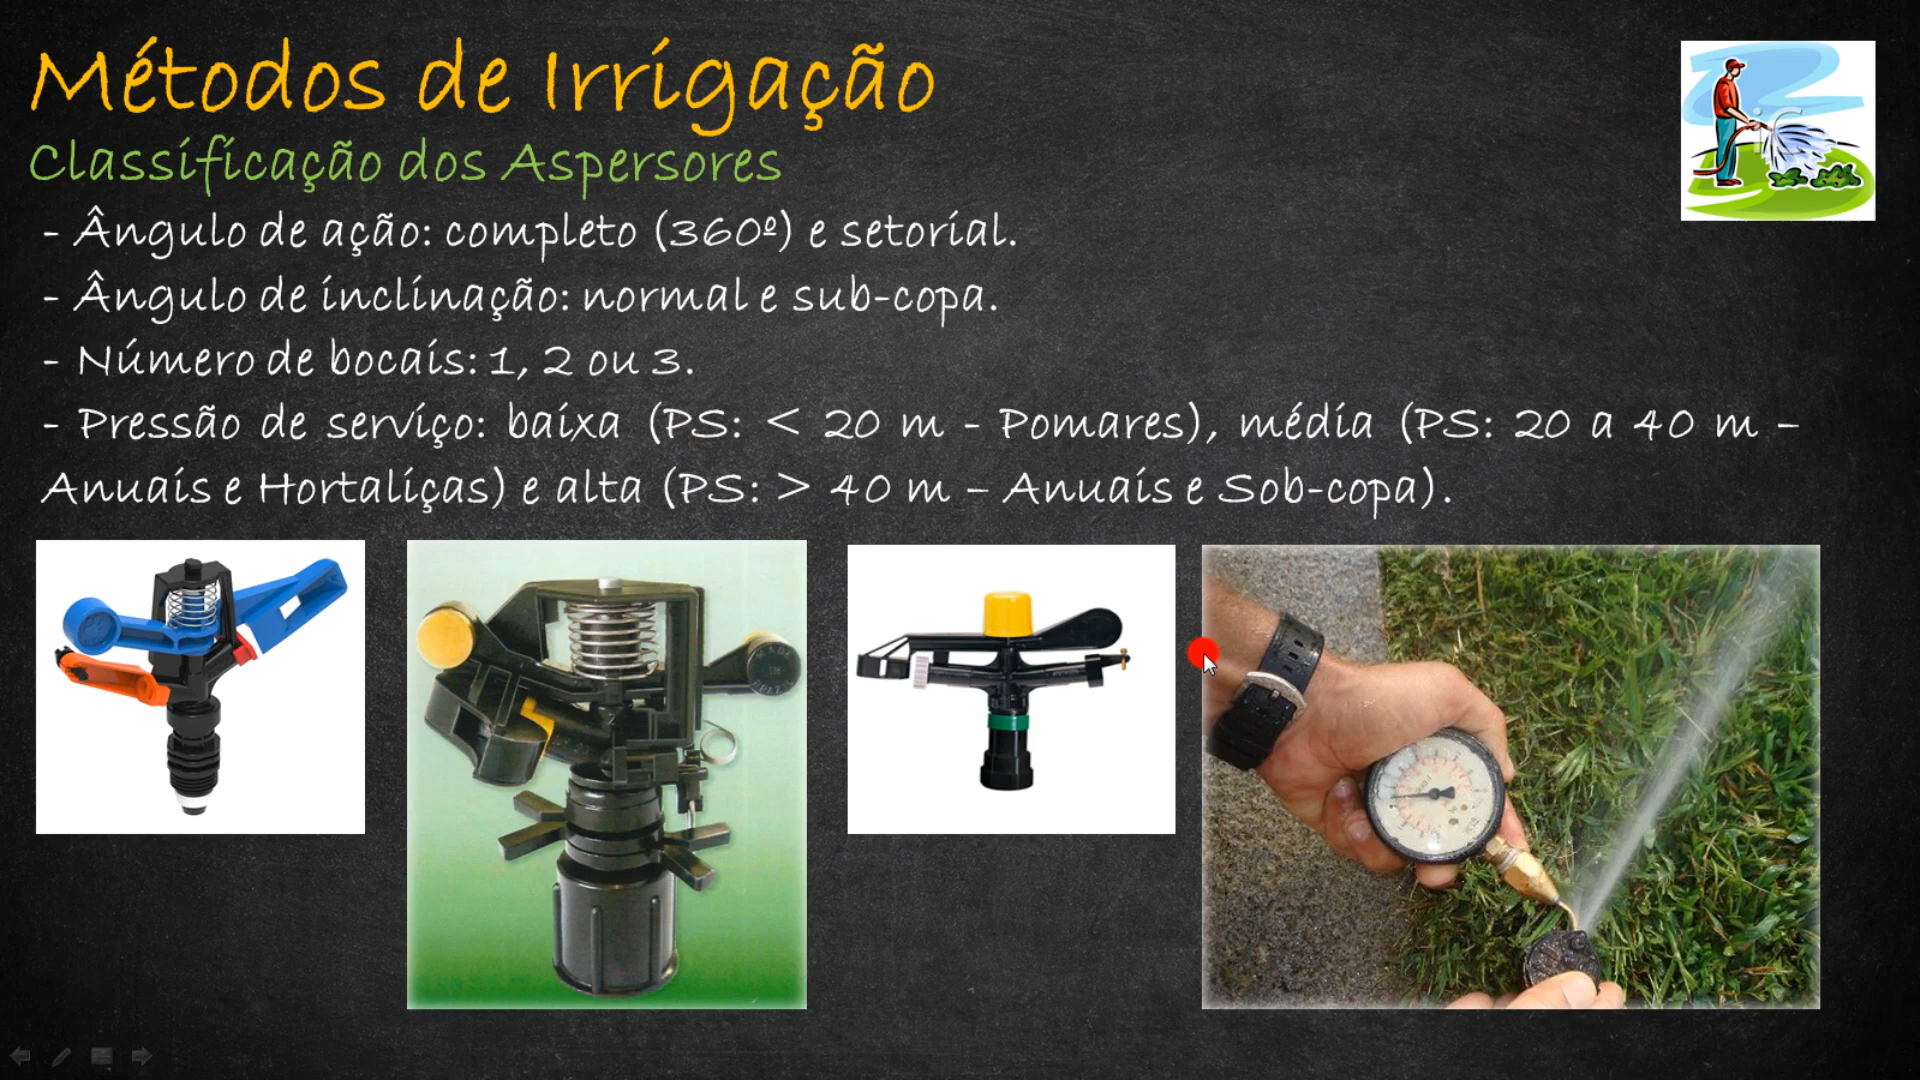 Métodos de Irrigação
Classificação dos Aspersores
- Ângulo de ação: completo (360º) e setorial.
- Ângulo de inclinação: normal e sub-copa.
- Número de bocais: 1, 2 ou 3.
- Pressão de serviço: baixa (PS: < 20 m - Pomares), média (PS: 20 a 40 m –
Anuais e Hortaliças) e alta (PS: > 40 m – Anuais e Sob-copa).